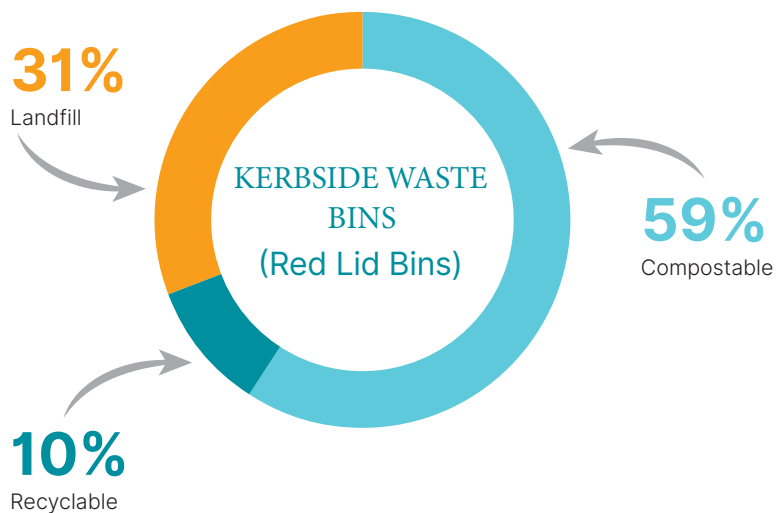 31%
Landfill
KERBSIDE WASTE
BINS
(Red Lid Bins)
59%
Compostable
10%
Recyclable